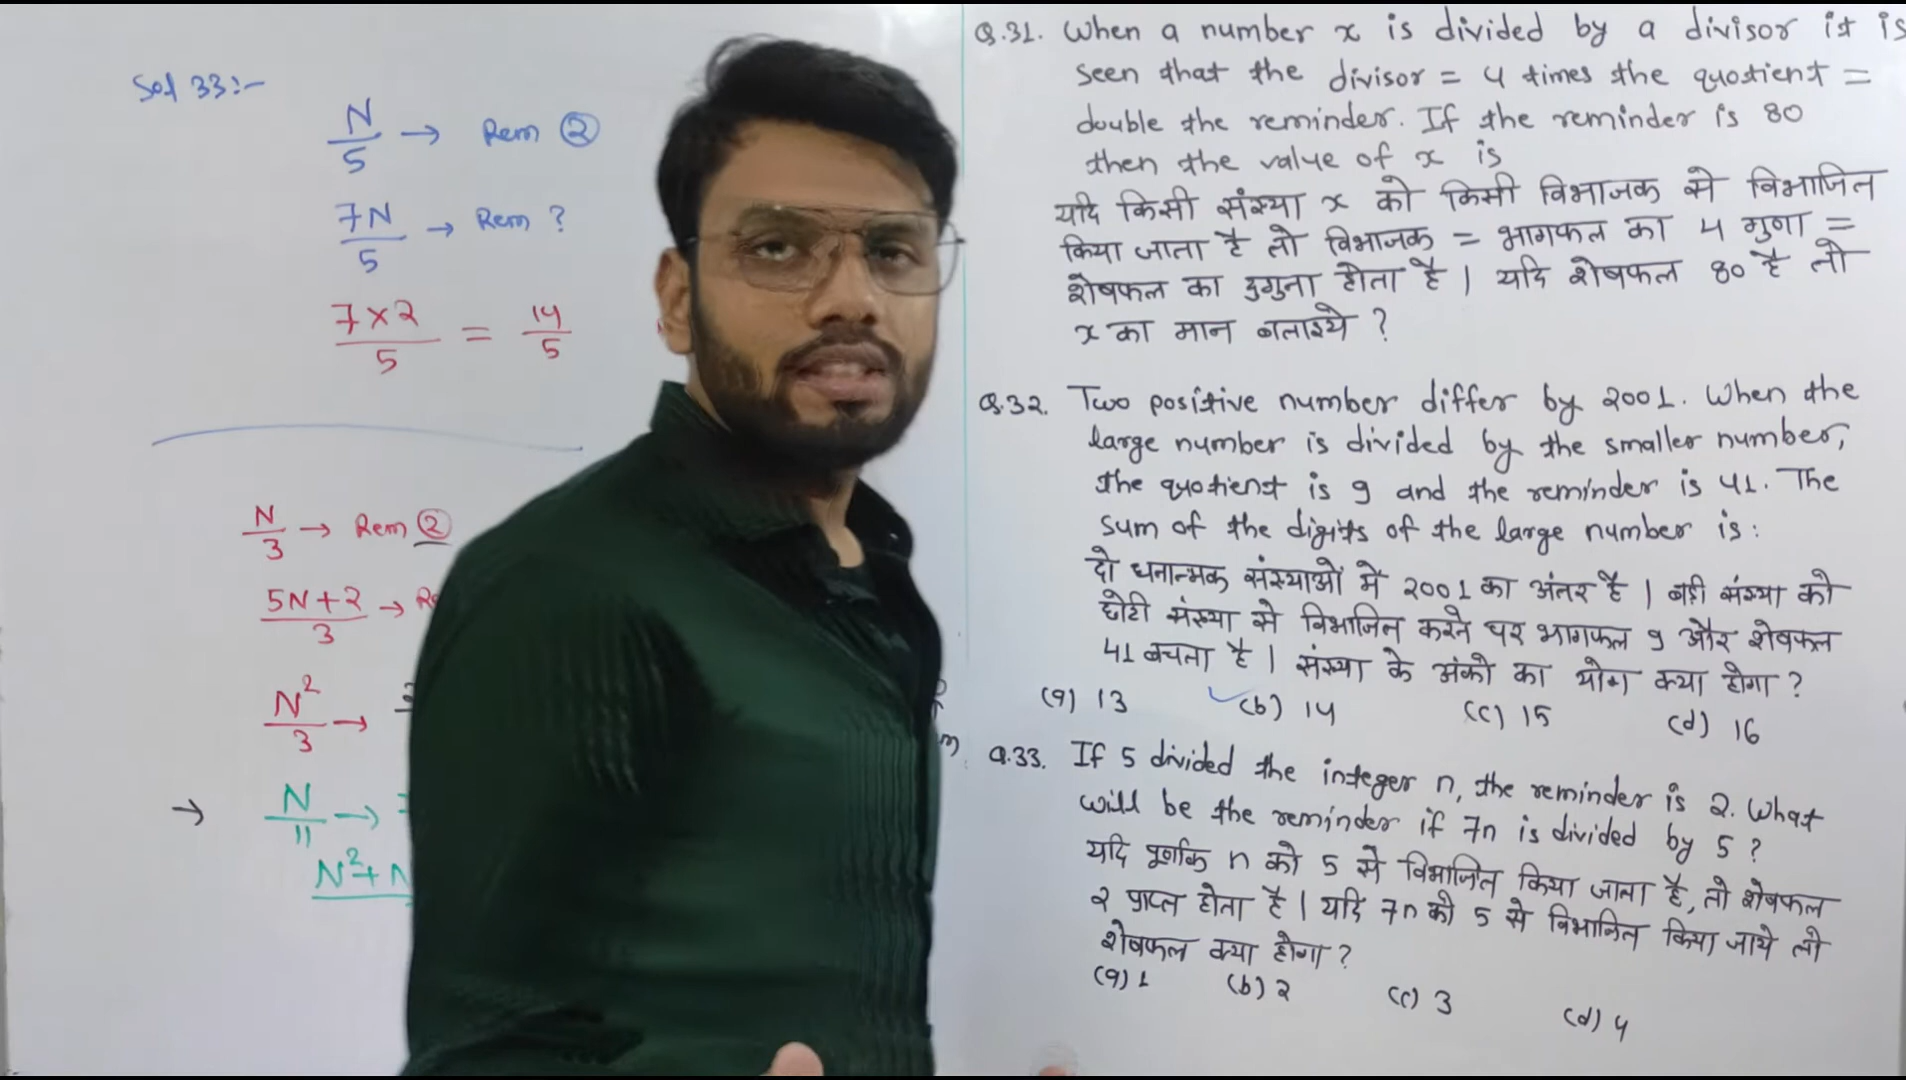 Sol 33:-
N/5 → Rem 2
7N/5 → Rem ?
7×2/5 = 14/5
N/3 → Rem 2
5N+2/3 →
N²/3 →
→ N/11 →
N²+N
Q.31. When a number x is divided by a divisor it is
seen that the divisor = 4 times the quotient =
double the reminder. If the reminder is 80
then the value of x is
यदि किसी संख्या x को किसी विभाजक से विभाजित
किया जाता है तो विभाजक = भागफल का 4 गुणा =
शेषफल का दुगुना होता है | यदि शेषफल 80 है तो
x का मान बताइये ?
Q.32. Two positive number differ by 2001. When the
large number is divided by the smaller number,
the quotient is 9 and the reminder is 41. The
sum of the digits of the large number is:
दो धनात्मक संख्याओं में 2001 का अंतर है | बड़ी संख्या को
छोटी संख्या से विभाजित करने पर भागफल 9 और शेषफल
41 बचता है | संख्या के अंको का योग क्या होगा ?
(a) 13 (b) 14 (c) 15 (d) 16
Q.33. If 5 divided the integer n, the reminder is 2. What
will be the reminder if 7n is divided by 5 ?
यदि पूर्णांक n को 5 से विभाजित किया जाता है, तो शेषफल
2 प्राप्त होता है | यदि 7n को 5 से विभाजित किया जाये तो
शेषफल क्या होगा ?
(a) 1 (b) 2 (c) 3 (d) 4